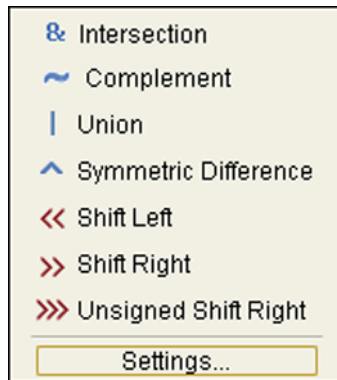 & Intersection
~ Complement
| Union
^ Symmetric Difference
<< Shift Left
>> Shift Right
>>> Unsigned Shift Right
Settings...